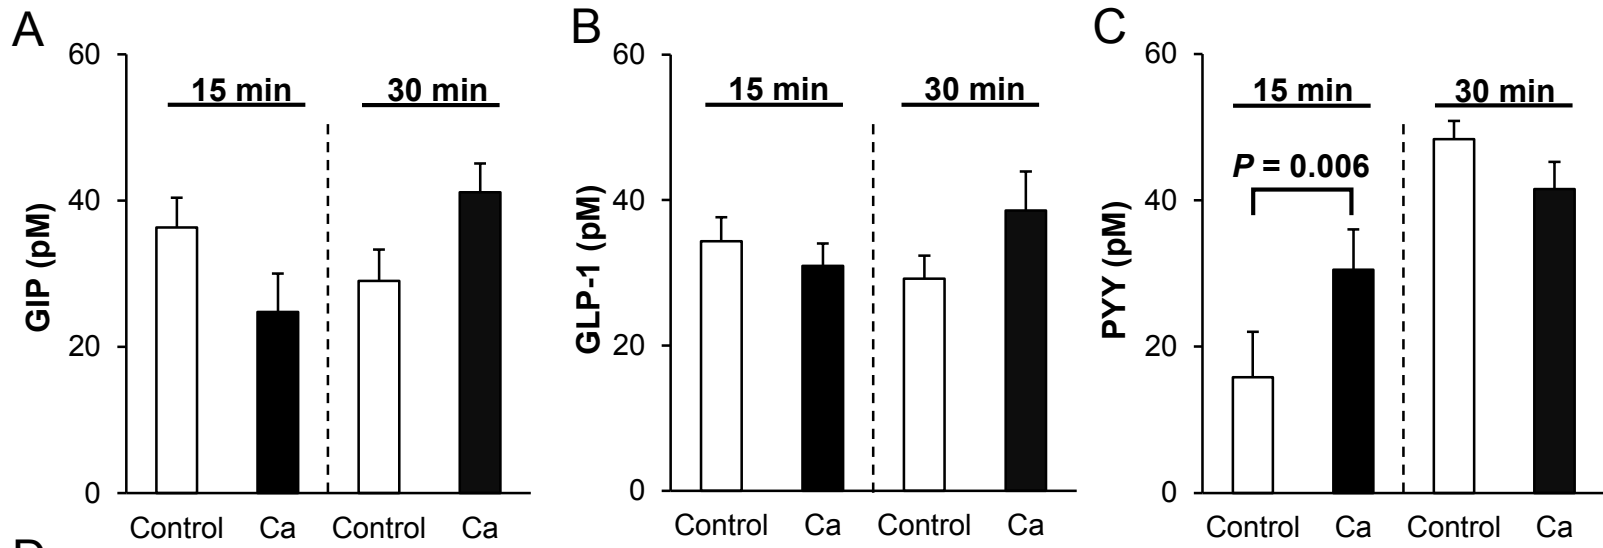 A
60
40
20
0
GIP (pM)
15 min
30 min
Control
Ca
Control
Ca
B
60
40
20
0
GLP-1 (pM)
15 min
30 min
Control
Ca
Control
Ca
C
60
40
20
0
PYY (pM)
15 min
30 min
P = 0.006
Control
Ca
Control
Ca